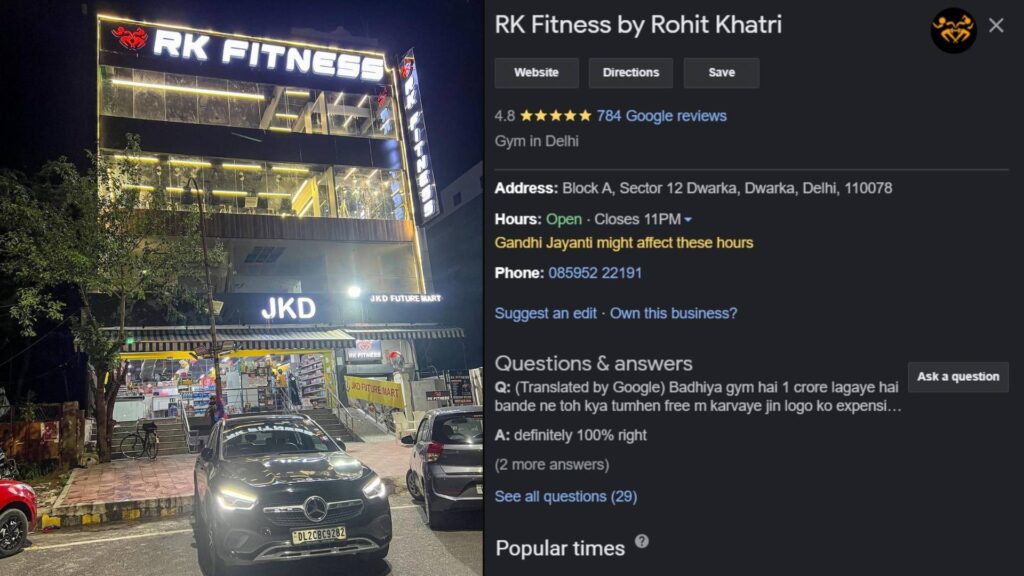 RK FITNESS
RK FITNESS
JKD
JKD FUTURE MART
RK FITNESS
JKD FUTURE MART
DL2CBC9282
RK Fitness by Rohit Khatri
Website
Directions
Save
4.8 ★★★★★ 784 Google reviews
Gym in Delhi
Address: Block A, Sector 12 Dwarka, Dwarka, Delhi, 110078
Hours: Open · Closes 11PM
Gandhi Jayanti might affect these hours
Phone: 085952 22191
Suggest an edit · Own this business?
Questions & answers
Ask a question
Q: (Translated by Google) Badhiya gym hai 1 crore lagaye hai
bande ne toh kya tumhen free m karvaye jin logo ko expensi...
A: definitely 100% right
(2 more answers)
See all questions (29)
Popular times